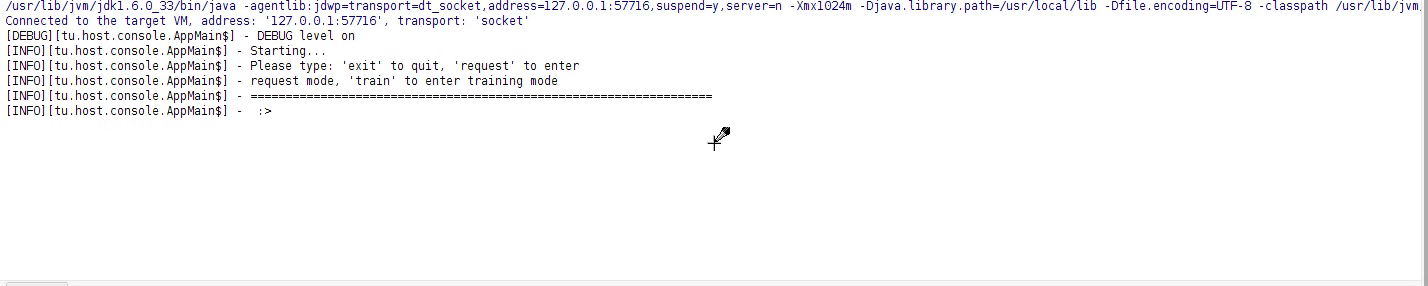 /usr/lib/jvm/jdk1.6.0_33/bin/java -agentlib:jdwp=transport=dt_socket,address=127.0.0.1:57716,suspend=y,server=n -Xmx1024m -Djava.library.path=/usr/local/lib -Dfile.encoding=UTF-8 -classpath /usr/lib/jvm
Connected to the target VM, address: '127.0.0.1:57716', transport: 'socket'
[DEBUG][tu.host.console.AppMain$] - DEBUG level on
[INFO][tu.host.console.AppMain$] - Starting...
[INFO][tu.host.console.AppMain$] - Please type: 'exit' to quit, 'request' to enter
[INFO][tu.host.console.AppMain$] - request mode, 'train' to enter training mode
[INFO][tu.host.console.AppMain$] - ==================================================================
[INFO][tu.host.console.AppMain$] -  :>